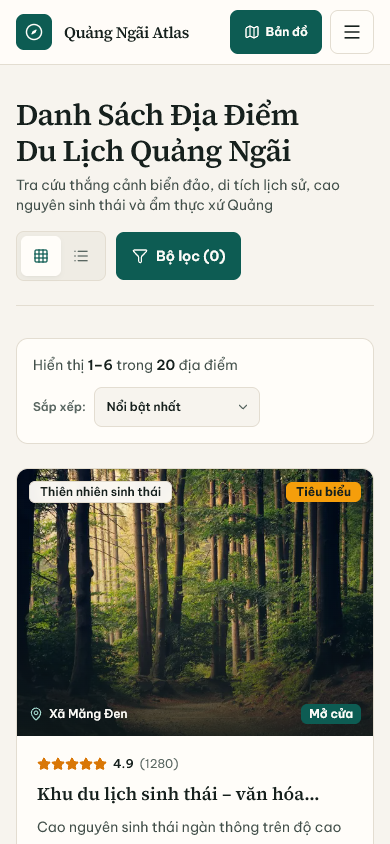 Quảng Ngãi Atlas
Bản đồ
Danh Sách Địa Điểm
Du Lịch Quảng Ngãi
Tra cứu thắng cảnh biển đảo, di tích lịch sử, cao
nguyên sinh thái và ẩm thực xứ Quảng
Bộ lọc (0)
Hiển thị 1–6 trong 20 địa điểm
Sắp xếp: Nổi bật nhất
Thiên nhiên sinh thái Tiêu biểu
Xã Măng Đen Mở cửa
4.9 (1280)
Khu du lịch sinh thái – văn hóa...
Cao nguyên sinh thái ngàn thông trên độ cao